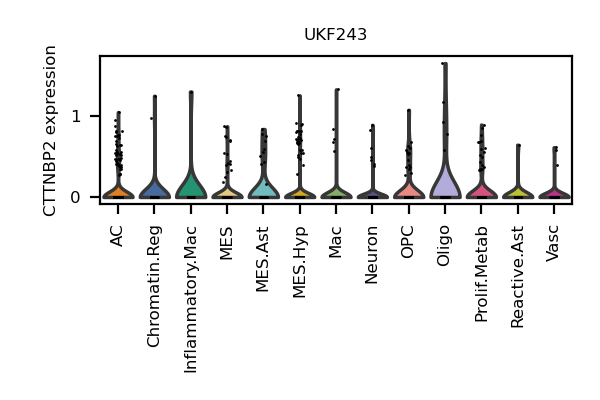 UKF243
CTTNBP2 expression
1
0
AC
Chromatin.Reg
Inflammatory.Mac
MES
MES.Ast
MES.Hyp
Mac
Neuron
OPC
Oligo
Prolif.Metab
Reactive.Ast
Vasc